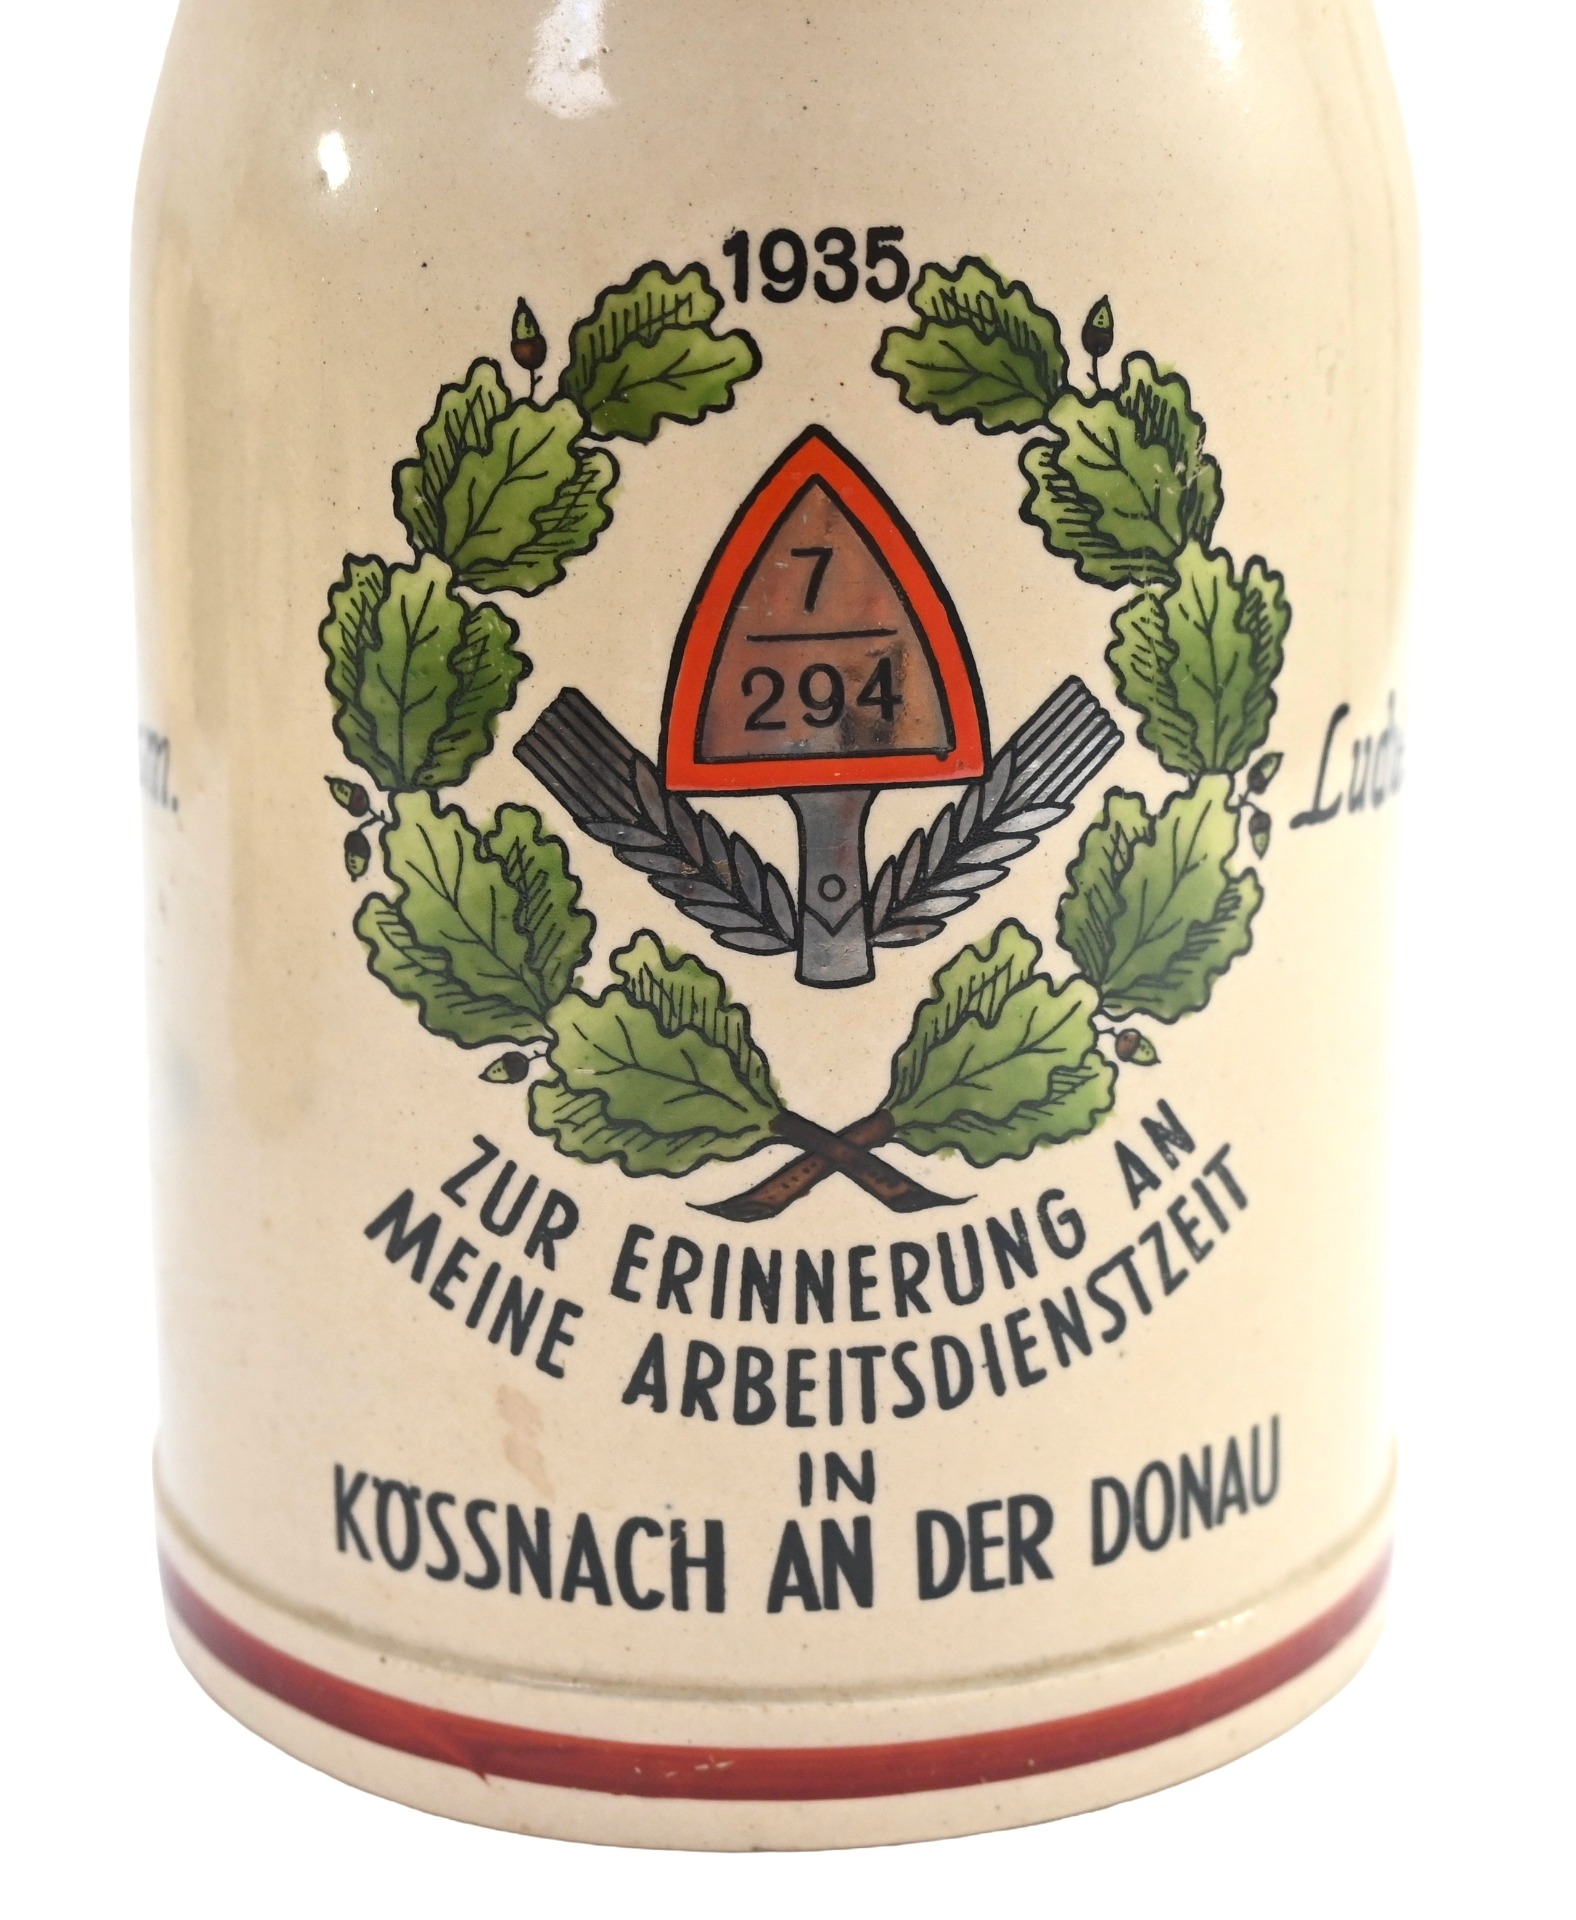 1935
7
294
ZUR ERINNERUNG AN
MEINE ARBEITSDIENSTZEIT
IN
KÖSSNACH AN DER DONAU